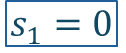 s₁ = 0